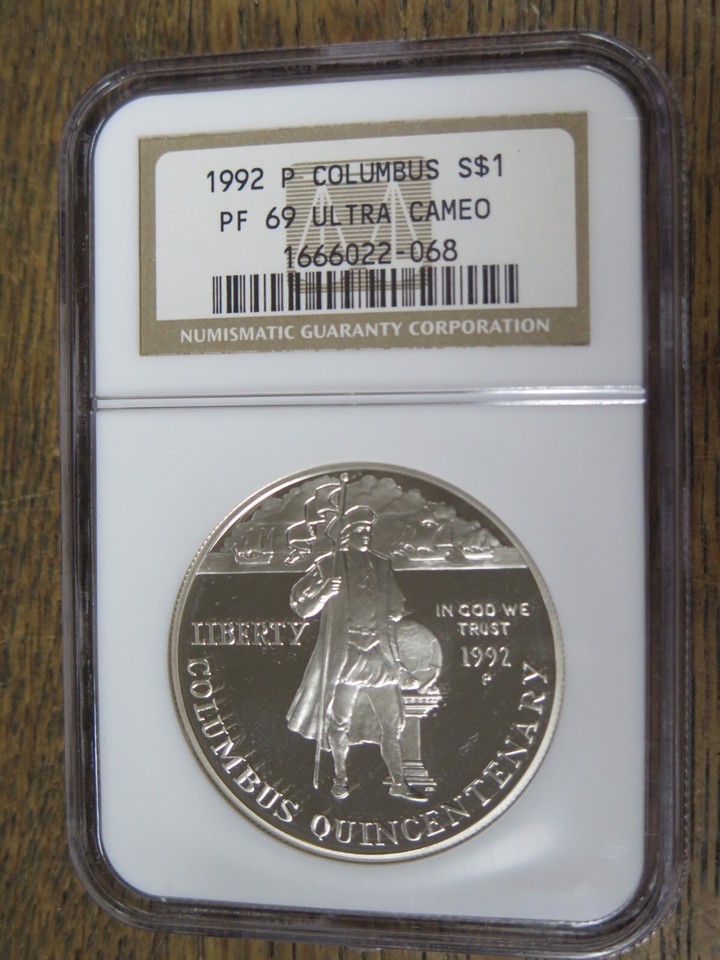 1992 P COLUMBUS S$1
PF 69 ULTRA CAMEO
1666022-068
NUMISMATIC GUARANTY CORPORATION
LIBERTY
IN GOD WE
TRUST
1992
P
COLUMBUS QUINCENTENARY